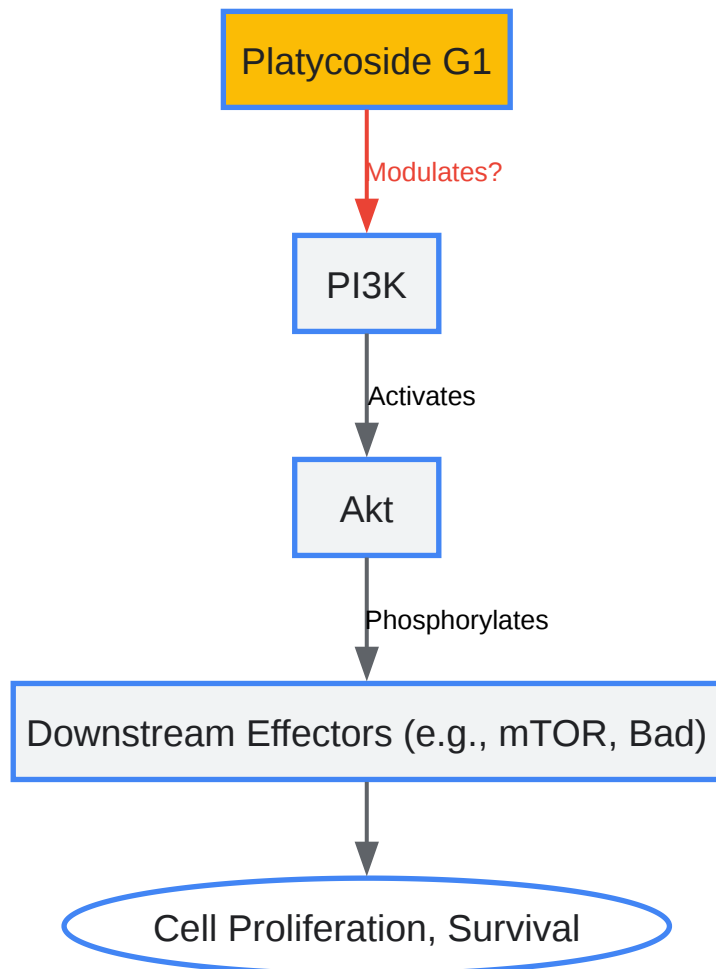 Platycoside G1
Modulates?
PI3K
Activates
Akt
Phosphorylates
Downstream Effectors (e.g., mTOR, Bad)
Cell Proliferation, Survival